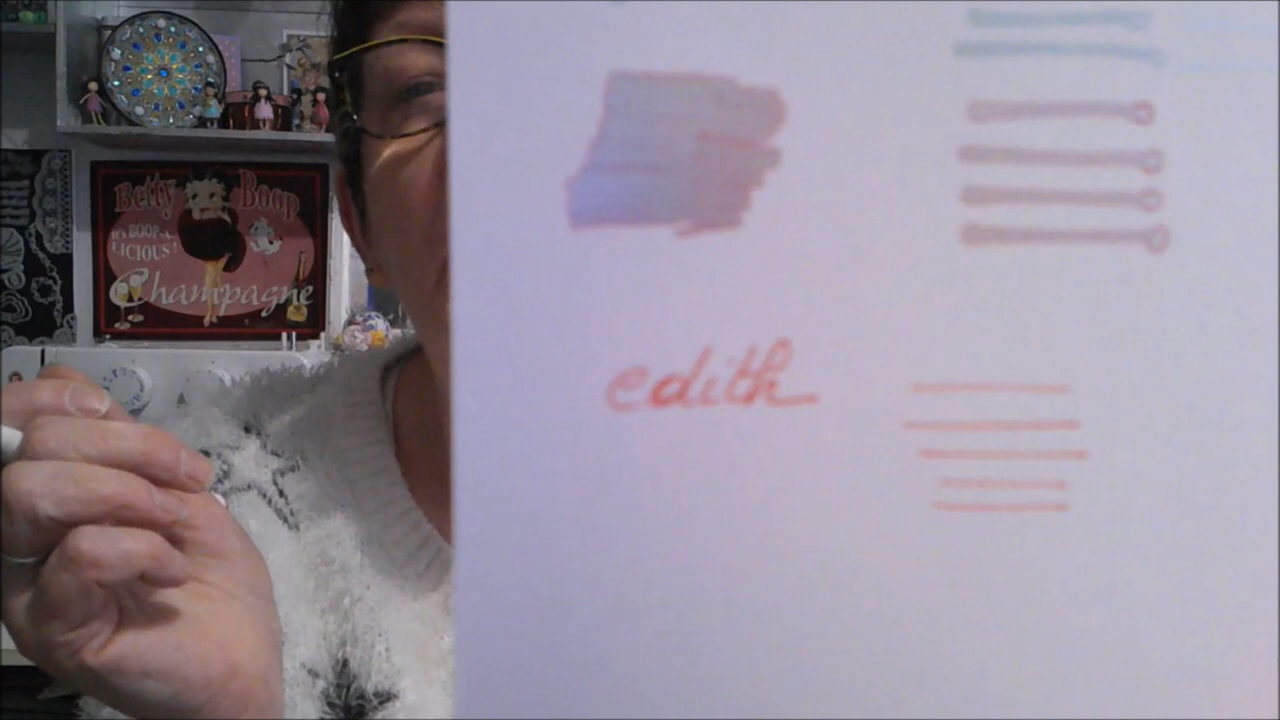 Betty Boop
IT'S BOOP-A-
LICIOUS!
Champagne
edith